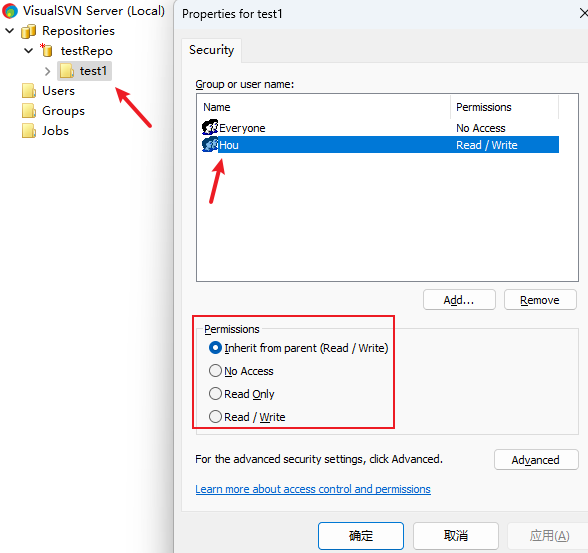 VisualSVN Server (Local)
Repositories
testRepo
test1
Users
Groups
Jobs
Properties for test1
Security
Group or user name:
Name Permissions
Everyone No Access
Hou Read / Write
Add... Remove
Permissions
Inherit from parent (Read / Write)
No Access
Read Only
Read / Write
For the advanced security settings, click Advanced. Advanced
Learn more about access control and permissions
确定 取消 应用(A)